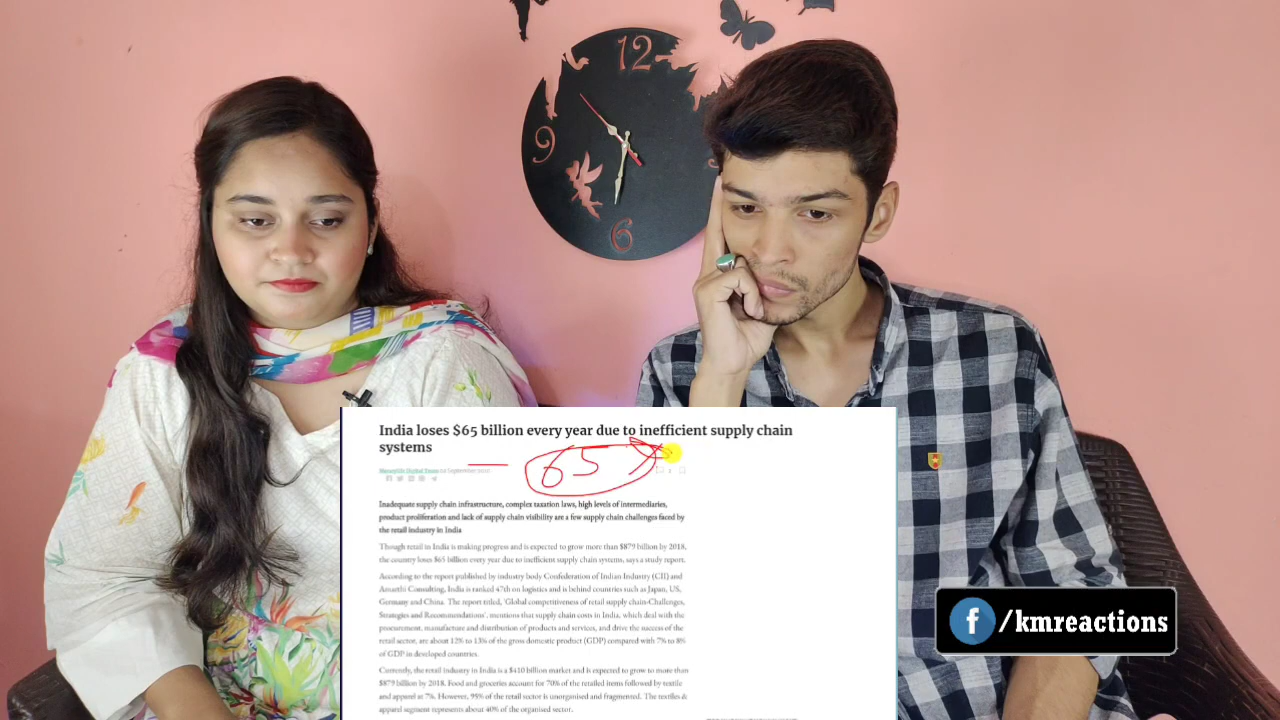 12
9
6
India loses $65 billion every year due to inefficient supply chain
systems
65
Moneylife Digital Team
Inadequate supply chain infrastructure, complex taxation laws, high levels of intermediaries,
product proliferation and lack of supply chain visibility are a few supply chain challenges faced by
the retail industry in India
Though retail in India is making progress and is expected to grow more than $879 billion by 2018,
the country loses $65 billion every year due to inefficient supply chain systems, says a study report.
According to the report published by industry body Confederation of Indian Industry (CII) and
Amarthi Consulting, India is ranked 47th on logistics and is behind countries such as Japan, US,
Germany and China. The report titled, 'Global competitiveness of retail supply chain-Challenges,
Strategies and Recommendations', mentions that supply chain costs in India, which deal with the
procurement, manufacture and distribution of products and services, and drive the success of the
retail sector, are about 12% to 13% of the gross domestic product (GDP) compared with 7% to 8%
of GDP in developed countries.
Currently, the retail industry in India is a $410 billion market and is expected to grow to more than
$879 billion by 2018. Food and groceries account for 70% of the retailed items followed by textile
and apparel at 7%. However, 95% of the retail sector is unorganised and fragmented. The textiles &
apparel segment represents about 40% of the organised sector.
f/kmreactions